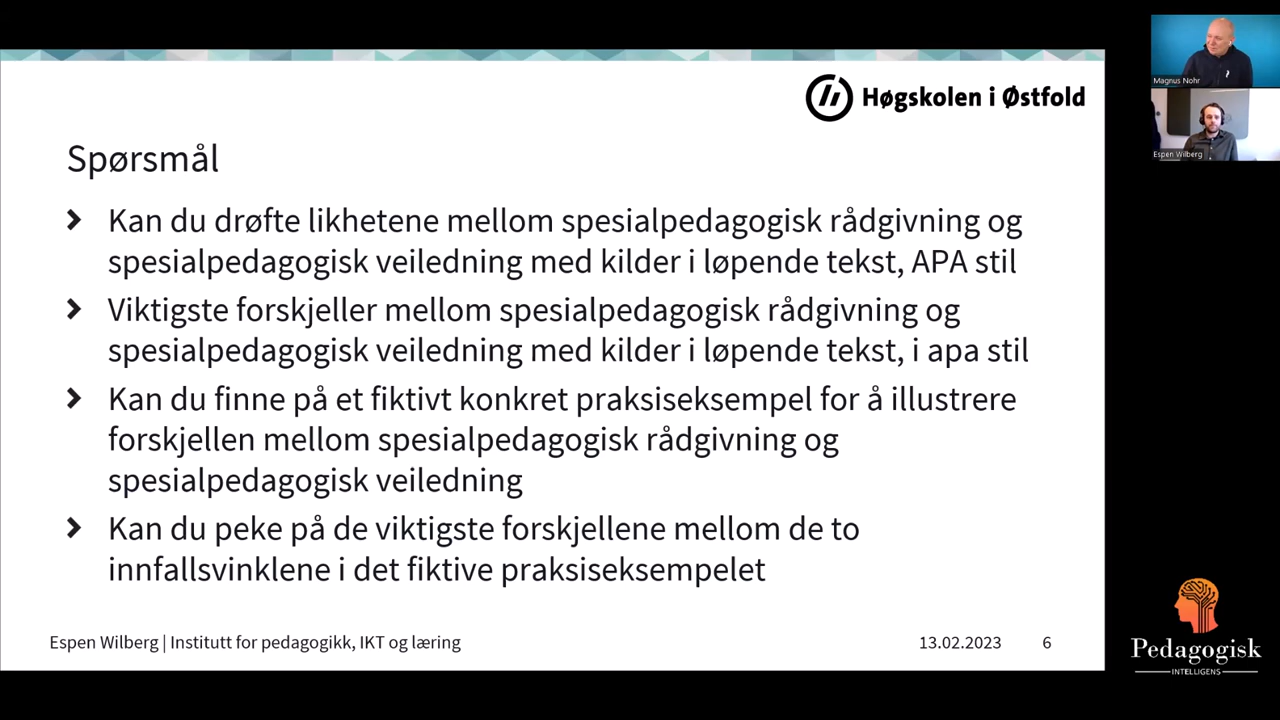 Høgskolen i Østfold
Magnus Nohr
Espen Wilberg
Spørsmål
Kan du drøfte likhetene mellom spesialpedagogisk rådgivning og
spesialpedagogisk veiledning med kilder i løpende tekst, APA stil
Viktigste forskjeller mellom spesialpedagogisk rådgivning og
spesialpedagogisk veiledning med kilder i løpende tekst, i apa stil
Kan du finne på et fiktivt konkret praksiseksempel for å illustrere
forskjellen mellom spesialpedagogisk rådgivning og
spesialpedagogisk veiledning
Kan du peke på de viktigste forskjellene mellom de to
innfallsvinklene i det fiktive praksiseksempelet
Espen Wilberg | Institutt for pedagogikk, IKT og læring
13.02.2023
6
Pedagogisk
INTELLIGENS